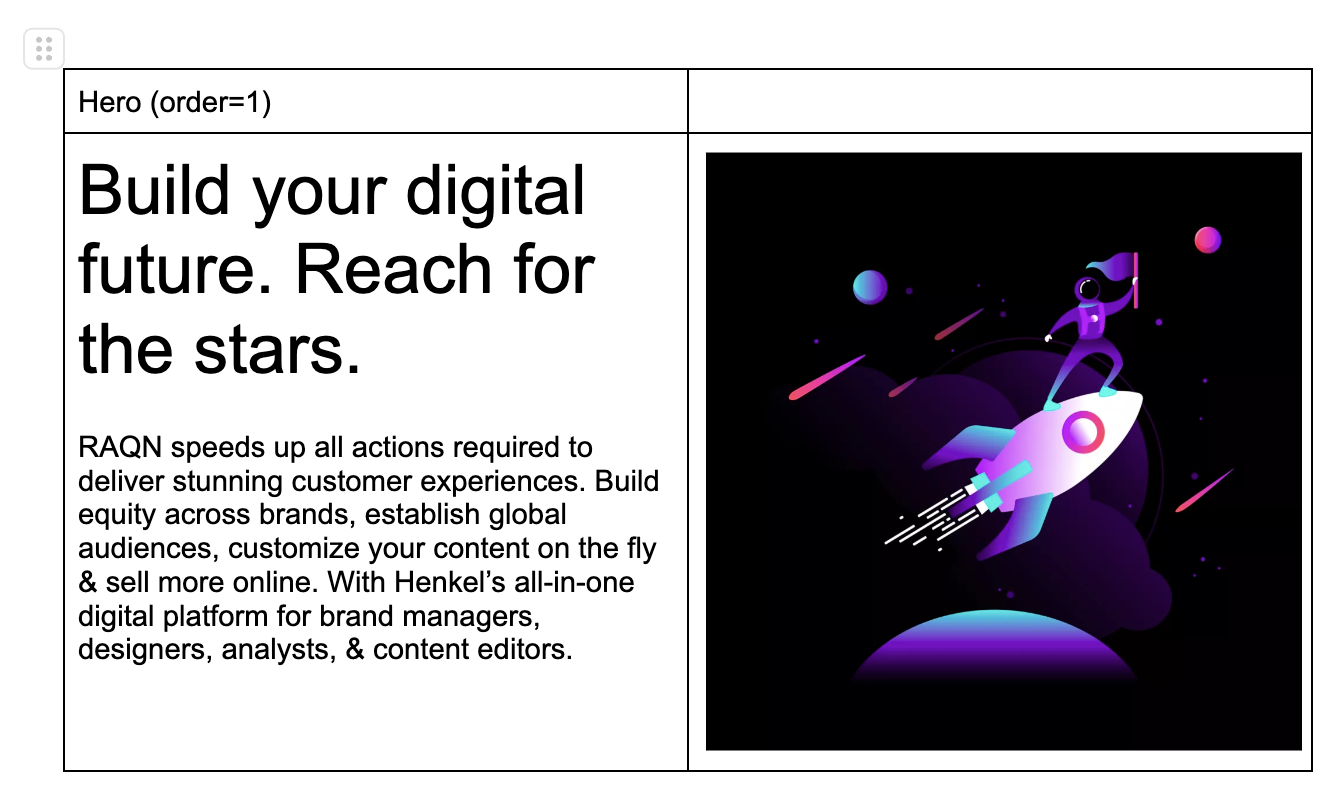 Hero (order=1)
Build your digital
future. Reach for
the stars.
RAQN speeds up all actions required to
deliver stunning customer experiences. Build
equity across brands, establish global
audiences, customize your content on the fly
& sell more online. With Henkel’s all-in-one
digital platform for brand managers,
designers, analysts, & content editors.